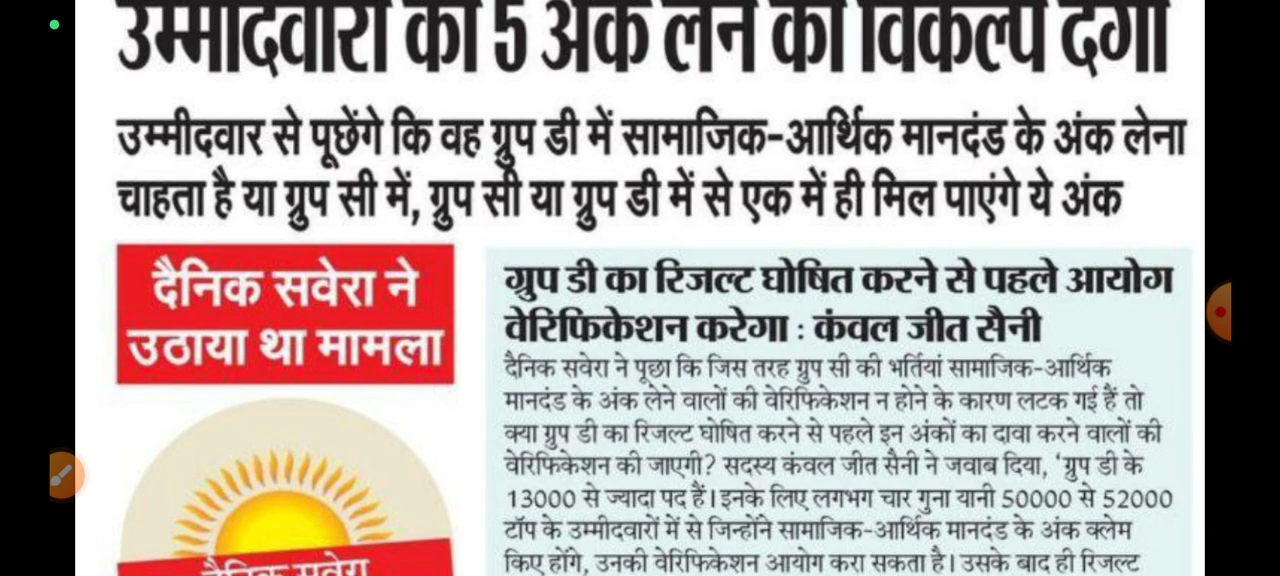 उम्मीदवारों को 5 अंक लेने का विकल्प देगा
उम्मीदवार से पूछेंगे कि वह ग्रुप डी में सामाजिक-आर्थिक मानदंड के अंक लेना
चाहता है या ग्रुप सी में, ग्रुप सी या ग्रुप डी में से एक में ही मिल पाएंगे ये अंक
दैनिक सवेरा ने
उठाया था मामला
दैनिक सवेरा
ग्रुप डी का रिजल्ट घोषित करने से पहले आयोग
वेरिफिकेशन करेगा : कंवल जीत सैनी
दैनिक सवेरा ने पूछा कि जिस तरह ग्रुप सी की भर्तियां सामाजिक-आर्थिक
मानदंड के अंक लेने वालों की वेरिफिकेशन न होने के कारण लटक गई हैं तो
क्या ग्रुप डी का रिजल्ट घोषित करने से पहले इन अंकों का दावा करने वालों की
वेरिफिकेशन की जाएगी? सदस्य कंवल जीत सैनी ने जवाब दिया, ‘ग्रुप डी के
13000 से ज्यादा पद हैं। इनके लिए लगभग चार गुना यानी 50000 से 52000
टॉप के उम्मीदवारों में से जिन्होंने सामाजिक-आर्थिक मानदंड के अंक क्लेम
किए होंगे, उनकी वेरिफिकेशन आयोग करा सकता है। उसके बाद ही रिजल्ट